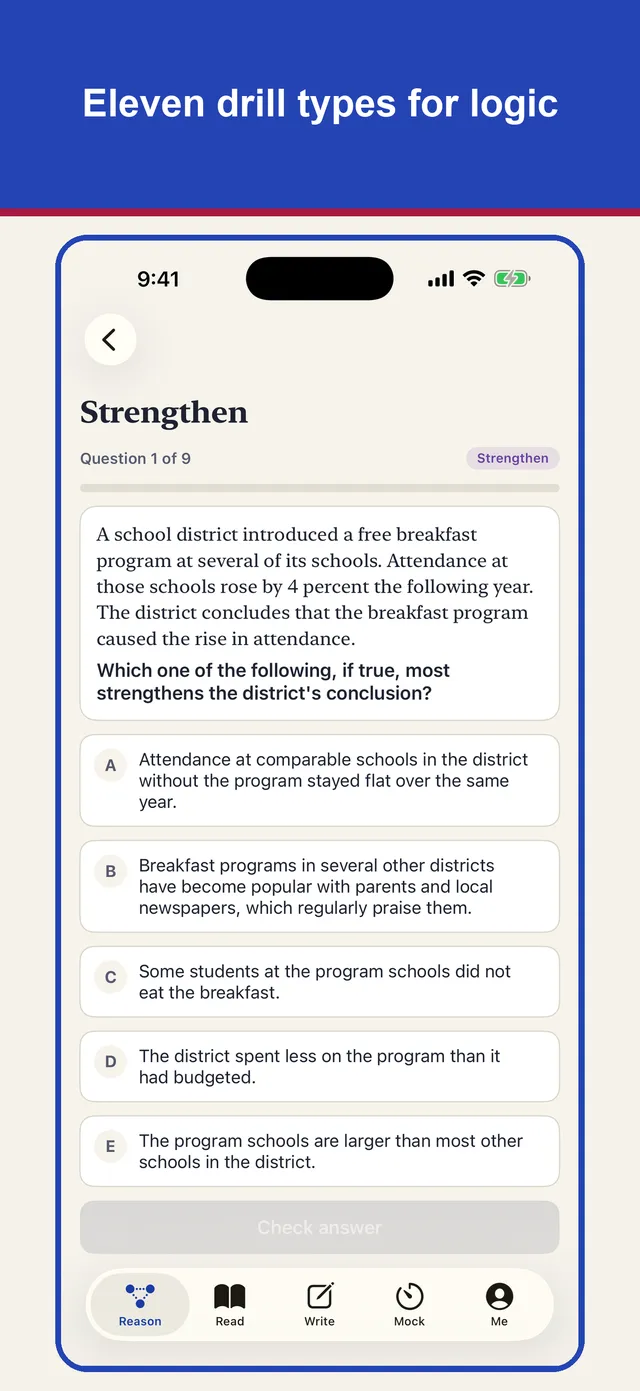 Eleven drill types for logic
9:41
Strengthen
Question 1 of 9
Strengthen
A school district introduced a free breakfast
program at several of its schools. Attendance at
those schools rose by 4 percent the following year.
The district concludes that the breakfast program
caused the rise in attendance.
Which one of the following, if true, most
strengthens the district's conclusion?
A
Attendance at comparable schools in the district
without the program stayed flat over the same
year.
B
Breakfast programs in several other districts
have become popular with parents and local
newspapers, which regularly praise them.
C
Some students at the program schools did not
eat the breakfast.
D
The district spent less on the program than it
had budgeted.
E
The program schools are larger than most other
schools in the district.
Check answer
Reason
Read
Write
Mock
Me